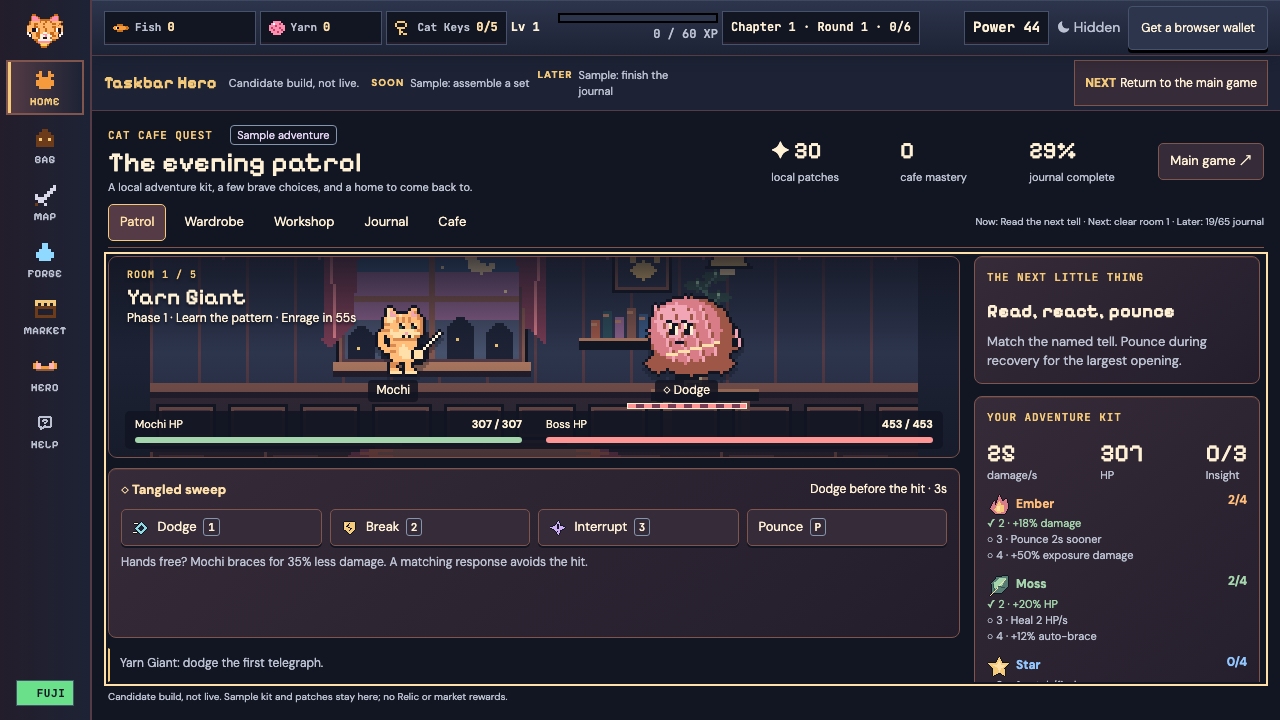 Fish 0
Yarn 0
Cat Keys 0/5
Lv 1
0 / 60 XP
Chapter 1 · Round 1 · 0/6
Power 44
Hidden
Get a browser wallet
HOME
BAG
MAP
FORGE
MARKET
HERO
HELP
FUJI
Taskbar Hero
Candidate build, not live.
SOON Sample: assemble a set
LATER Sample: finish the
journal
NEXT Return to the main game
CAT CAFE QUEST
Sample adventure
The evening patrol
A local adventure kit, a few brave choices, and a home to come back to.
✦ 30
local patches
0
cafe mastery
29%
journal complete
Main game ↗
Patrol
Wardrobe
Workshop
Journal
Cafe
Now: Read the next tell · Next: clear room 1 · Later: 19/65 journal
ROOM 1 / 5
Yarn Giant
Phase 1 · Learn the pattern · Enrage in 55s
Mochi
◇ Dodge
Mochi HP
307 / 307
Boss HP
453 / 453
◇ Tangled sweep
Dodge before the hit · 3s
Dodge 1
Break 2
Interrupt 3
Pounce P
Hands free? Mochi braces for 35% less damage. A matching response avoids the hit.
Yarn Giant: dodge the first telegraph.
THE NEXT LITTLE THING
Read, react, pounce
Match the named tell. Pounce during
recovery for the largest opening.
YOUR ADVENTURE KIT
28
damage/s
307
HP
0/3
Insight
Ember
2/4
✓ 2 · +18% damage
○ 3 · Pounce 2s sooner
○ 4 · +50% exposure damage
Moss
2/4
✓ 2 · +20% HP
○ 3 · Heal 2 HP/s
○ 4 · +12% auto-brace
Star
0/4
Candidate build, not live. Sample kit and patches stay here; no Relic or market rewards.